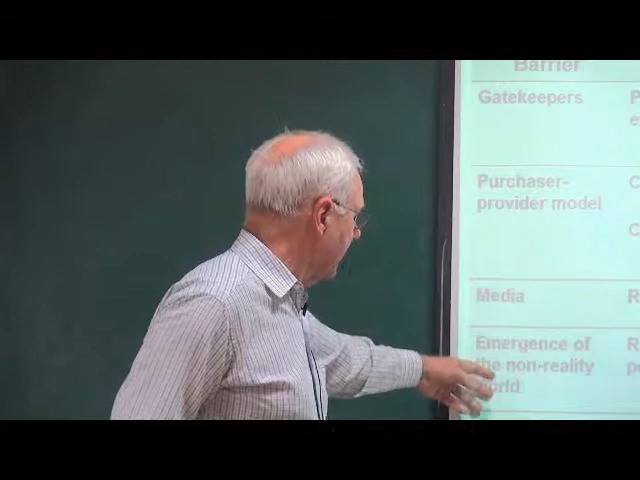 Barrier
Gatekeepers
P
e
Purchaser-
C
provider model
C
Media
R
Emergence of
R
the non-reality
p
world